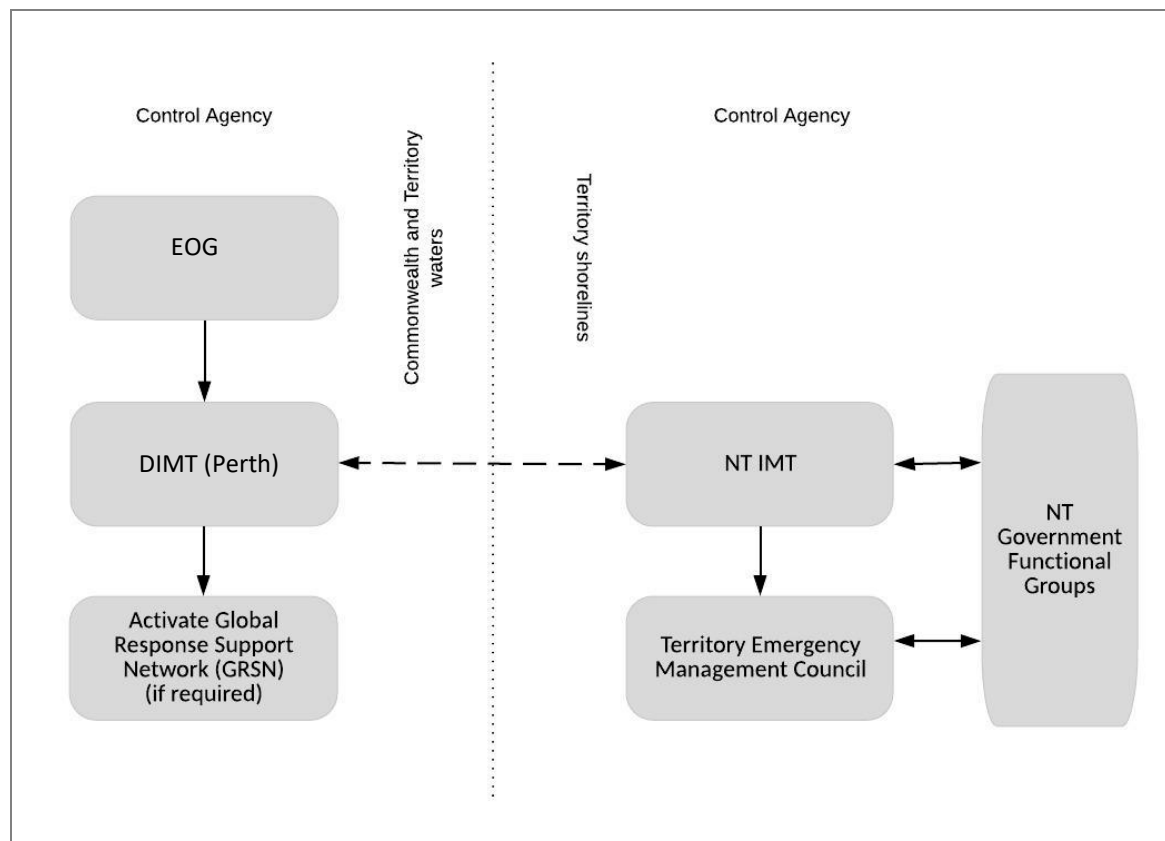 Control Agency
Control Agency
Commonwealth and Territory
waters
Territory shorelines
EOG
DIMT (Perth)
NT IMT
NT
Government
Functional
Groups
Activate Global
Response Support
Network (GRSN)
(if required)
Territory Emergency
Management Council